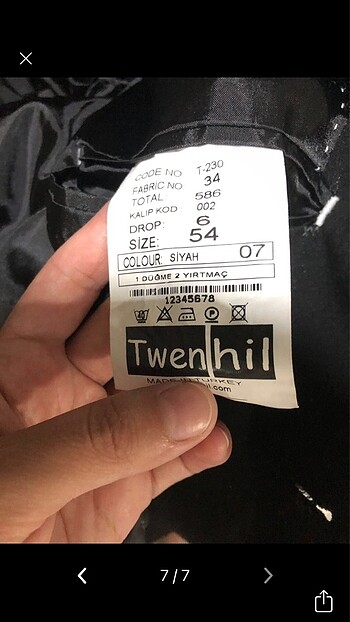 CODE NO T-230
FABRIC NO 34
TOTAL 586
KALIP KOD : 002
DROP: 6
SIZE: 54
COLOUR: SİYAH 07
1 DÜĞME 2 YIRTMAÇ
12345678
Twenhil
MADE IN TURKEY
.com
7/7